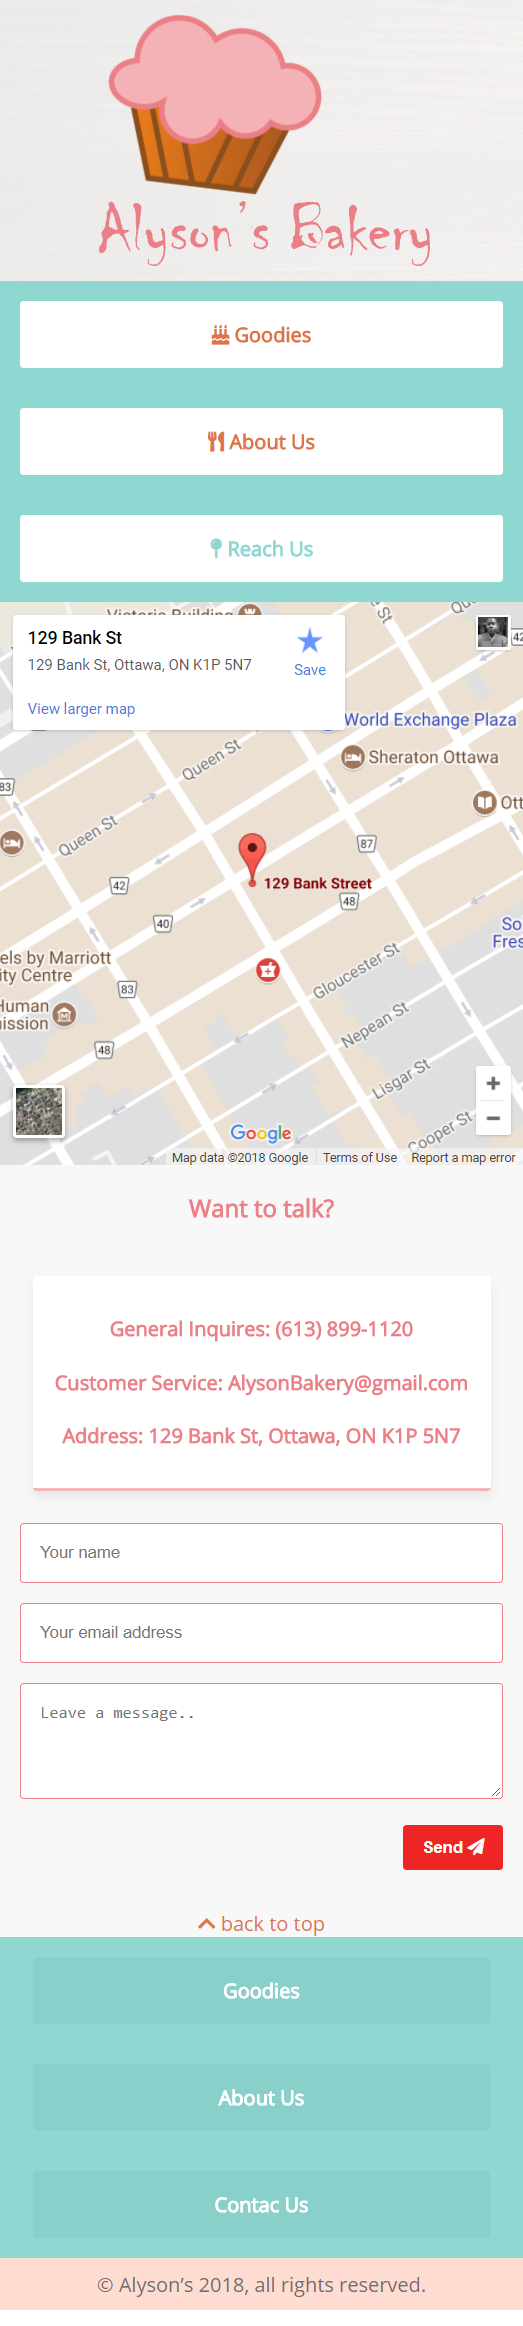 Alyson's Bakery
Goodies
About Us
Reach Us
Victoria Building
129 Bank St
129 Bank St, Ottawa, ON K1P 5N7
Save
View larger map
42
World Exchange Plaza
Queen St
Sheraton Ottawa
83
Ott
Queen St
87
129 Bank Street
42
48
40
So
Fres
els by Marriott
ity Centre
Gloucester St
83
Human
ission
Nepean St
48
Lisgar St
Cooper St
Google
Map data ©2018 Google
Terms of Use
Report a map error
Want to talk?
General Inquires: (613) 899-1120
Customer Service: AlysonBakery@gmail.com
Address: 129 Bank St, Ottawa, ON K1P 5N7
Your name
Your email address
Leave a message..
Send
back to top
Goodies
About Us
Contac Us
© Alyson’s 2018, all rights reserved.